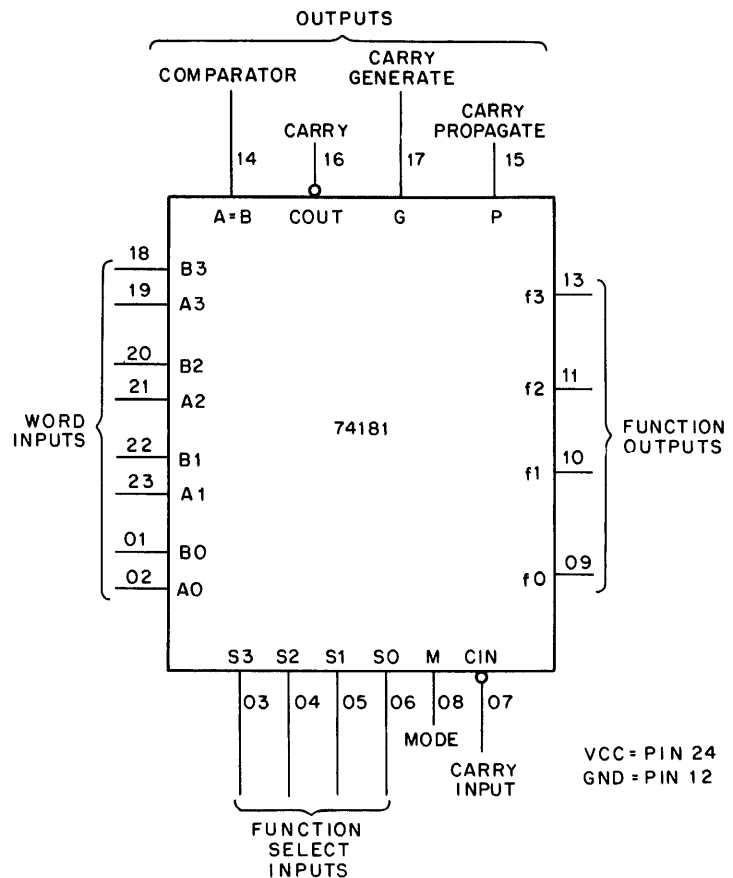 OUTPUTS
COMPARATOR
CARRY
GENERATE
CARRY
CARRY
PROPAGATE
14
16
17
15
A=B
COUT
G
P
18
B3
19
A3
20
B2
21
A2
22
B1
23
A1
01
B0
02
A0
WORD
INPUTS
74181
f3
13
f2
11
f1
10
f0
09
FUNCTION
OUTPUTS
S3
S2
S1
S0
M
CIN
03
04
05
06
08
07
MODE
CARRY
INPUT
FUNCTION
SELECT
INPUTS
VCC = PIN 24
GND = PIN 12